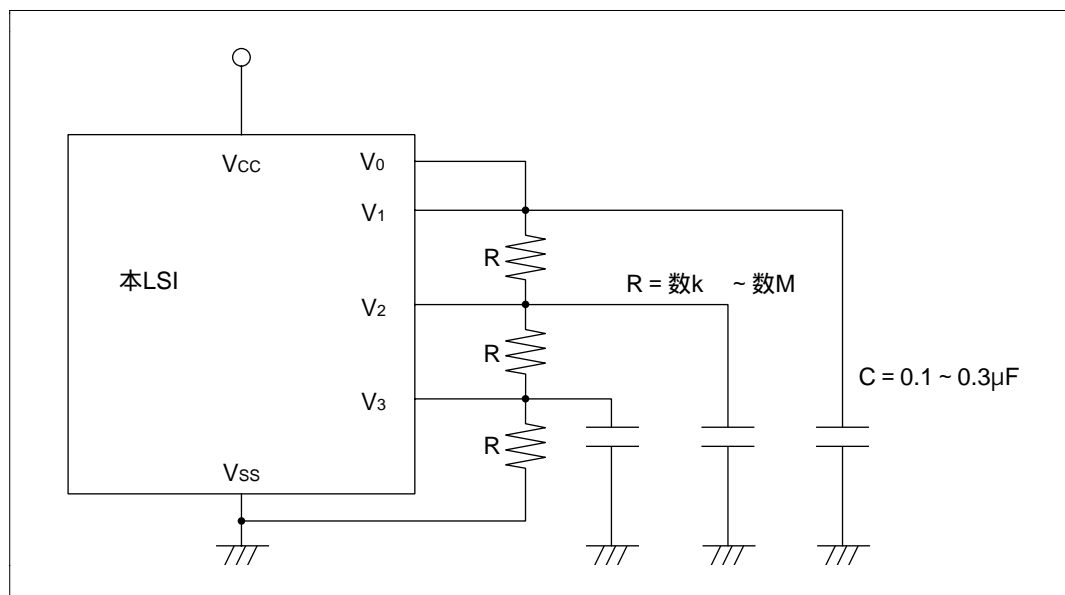 VCC
V0
V1
R
本LSI
R = 数k ~ 数M
V2
R
C = 0.1 ~ 0.3µF
V3
R
VSS